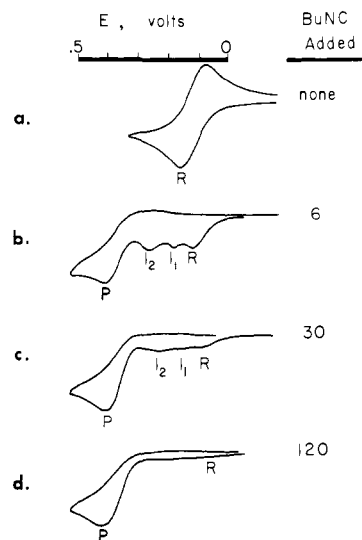 E, volts
BuNC
Added
.5
0
none
a.
R
6
b.
I₂
I₁
R
P
30
c.
I₂
I₁
R
P
120
d.
R
P